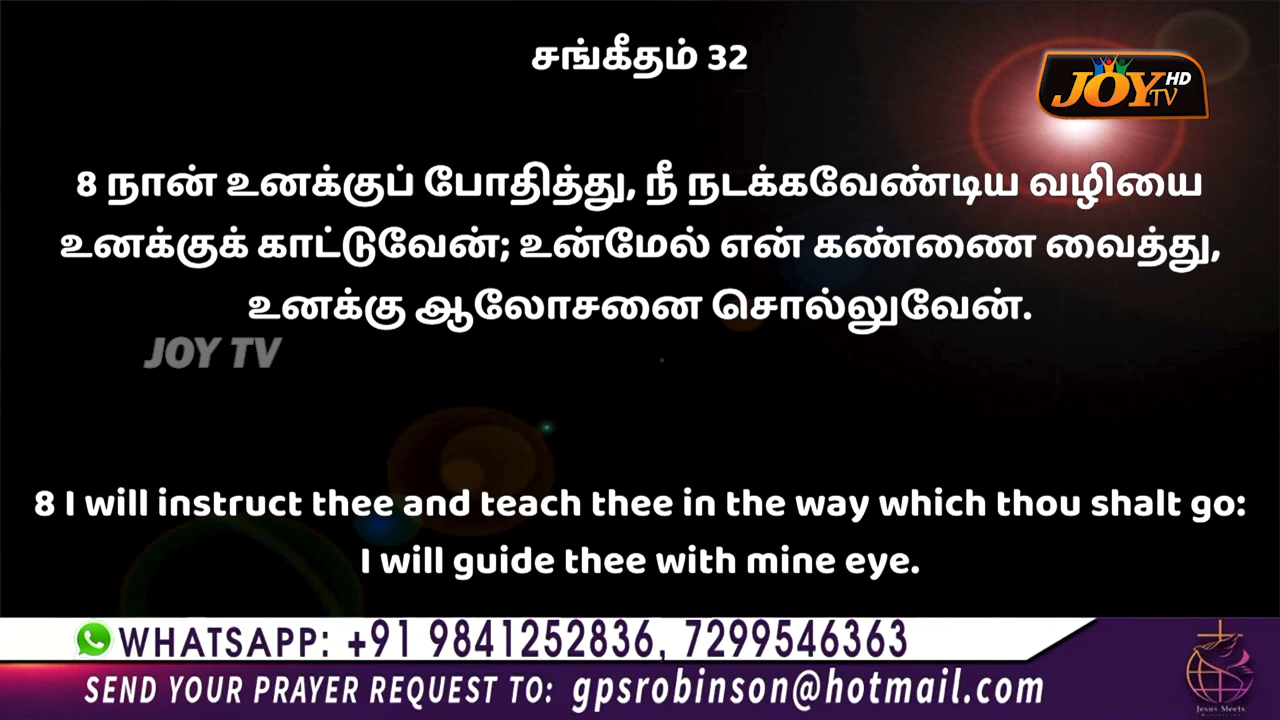 சங்கீதம் 32
JOY TV HD
8 நான் உனக்குப் போதித்து, நீ நடக்கவேண்டிய வழியை
உனக்குக் காட்டுவேன்; உன்மேல் என் கண்ணை வைத்து,
உனக்கு ஆலோசனை சொல்லுவேன்.
JOY TV
8 I will instruct thee and teach thee in the way which thou shalt go:
I will guide thee with mine eye.
WHATSAPP: +91 9841252836, 7299546363
SEND YOUR PRAYER REQUEST TO: gpsrobinson@hotmail.com
Jesus Meets